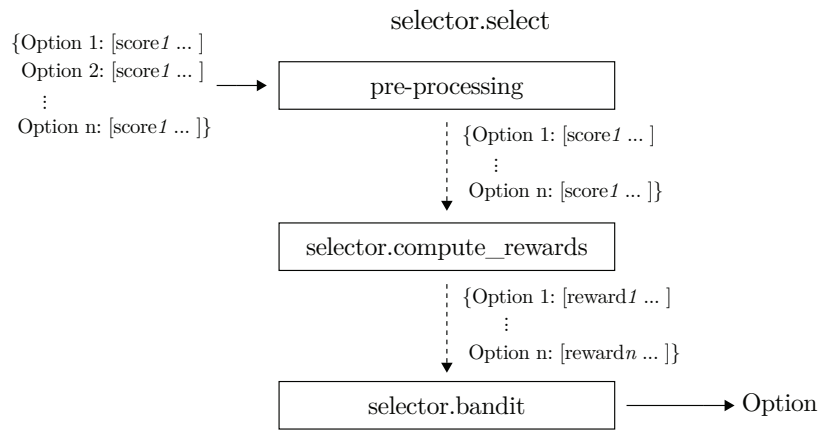 selector.select
{Option 1: [score1 ... ]
Option 2: [score1 ... ]
⋮
Option n: [score1 ... ]}
pre-processing
{Option 1: [score1 ... ]
⋮
Option n: [score1 ... ]}
selector.compute_rewards
{Option 1: [reward1 ... ]
⋮
Option n: [rewardn ... ]}
selector.bandit
Option